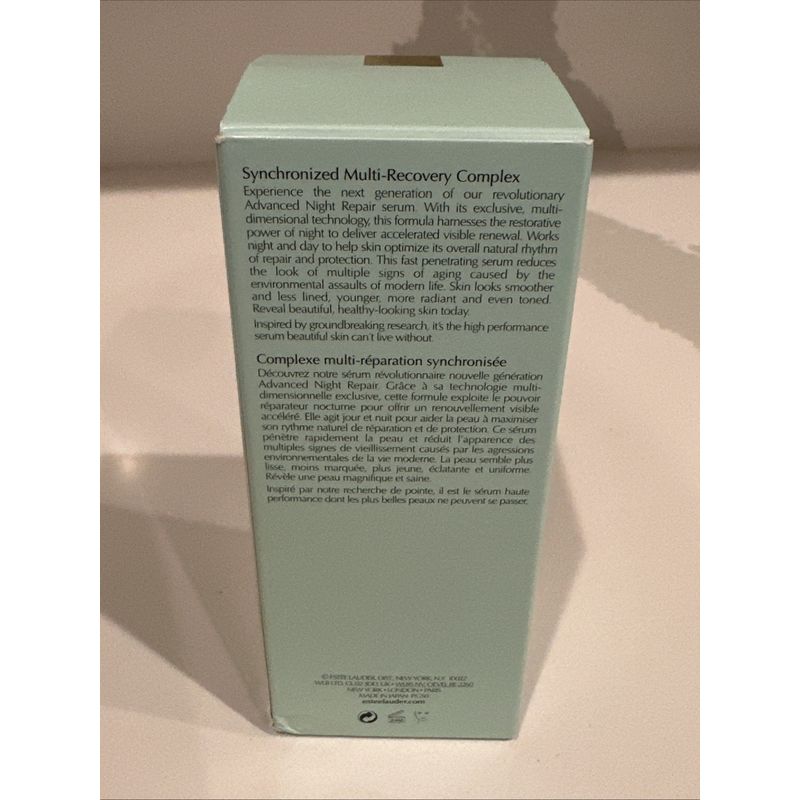 Synchronized Multi-Recovery Complex
Experience the next generation of our revolutionary
Advanced Night Repair serum. With its exclusive, multi-
dimensional technology, this formula harnesses the restorative
power of night to deliver accelerated visible renewal. Works
night and day to help skin optimize its overall natural rhythm
of repair and protection. This fast penetrating serum reduces
the look of multiple signs of aging caused by the
environmental assaults of modern life. Skin looks smoother
and less lined, younger, more radiant and even toned.
Reveal beautiful, healthy-looking skin today.
Inspired by groundbreaking research, it's the high performance
serum beautiful skin can't live without.
Complexe multi-réparation synchronisée
Découvrez notre sérum révolutionnaire nouvelle génération
Advanced Night Repair. Grâce à sa technologie multi-
dimensionnelle exclusive, cette formule exploite le pouvoir
réparateur nocturne pour offrir un renouvellement visible
accéléré. Elle agit jour et nuit pour aider la peau à maximiser
son rythme naturel de réparation et de protection. Ce sérum
pénètre rapidement la peau et réduit l'apparence des
multiples signes de vieillissement causés par les agressions
environnementales de la vie moderne. La peau semble plus
lisse, moins marquée, plus jeune, éclatante et uniforme.
Révèle une peau magnifique et saine.
Inspiré par notre recherche de pointe, il est le sérum haute
performance dont les plus belles peaux ne peuvent se passer.
© ESTEE LAUDER, DIST. NEW YORK, N.Y. 10022
NEW YORK • LONDON • PARIS
MADE IN JAPAN
esteelauder.com